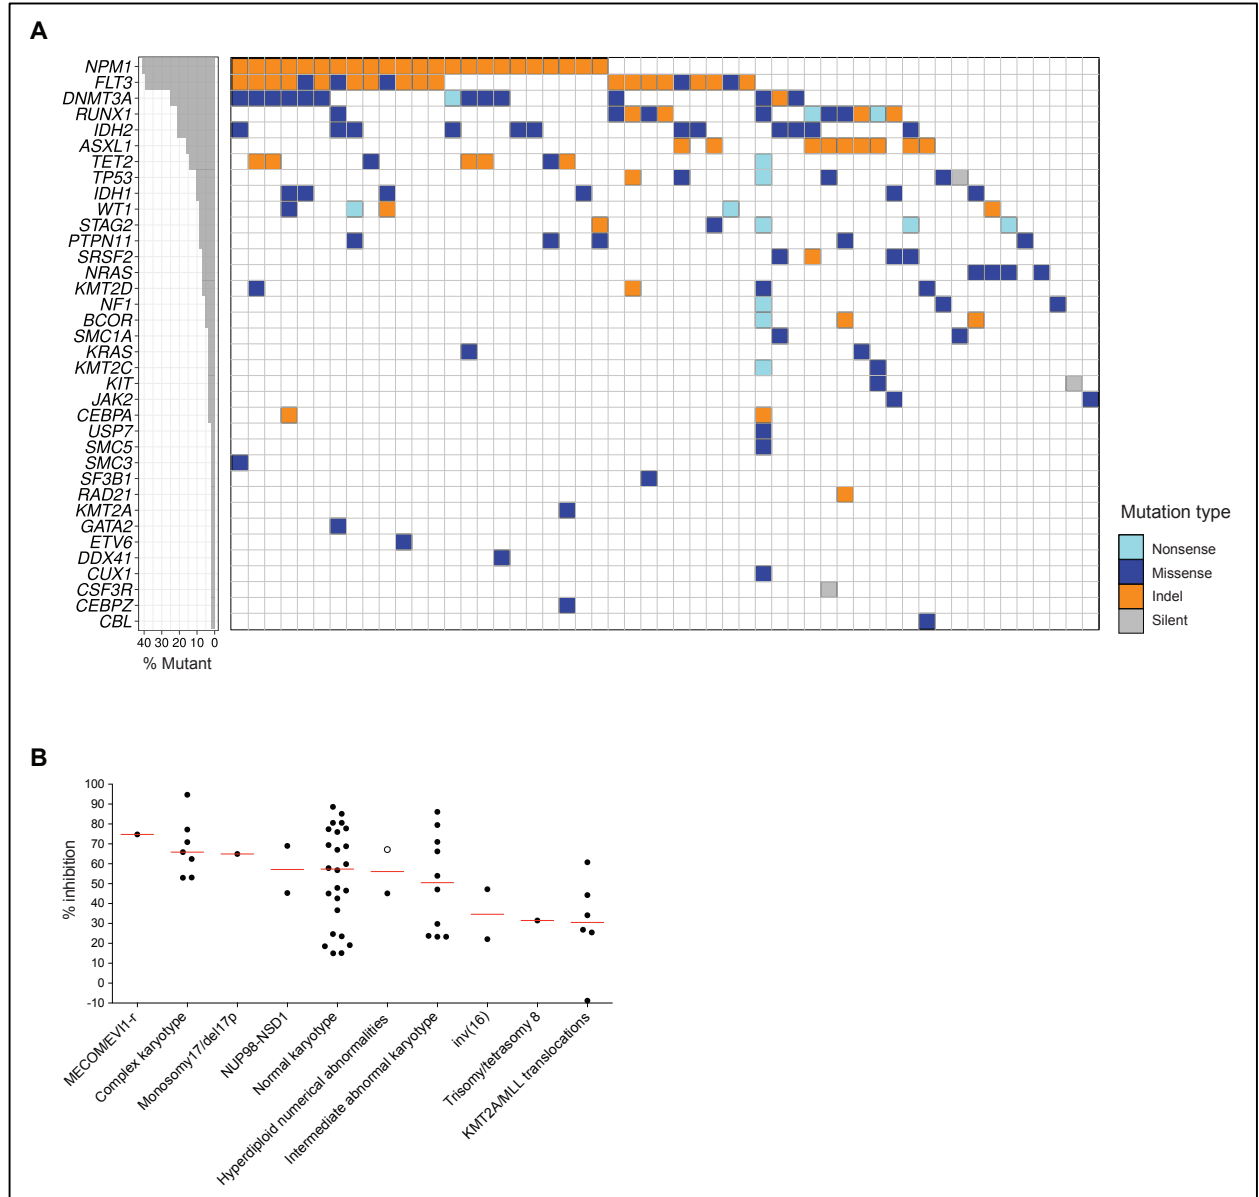 A
NPM1
FLT3
DNMT3A
RUNX1
IDH2
ASXL1
TET2
TP53
IDH1
WT1
STAG2
PTPN11
SRSF2
NRAS
KMT2D
NF1
BCOR
SMC1A
KRAS
KMT2C
KIT
JAK2
CEBPA
USP7
SMC5
SMC3
SF3B1
RAD21
KMT2A
GATA2
ETV6
DDX41
CUX1
CSF3R
CEBPZ
CBL
40 30 20 10 0
% Mutant
Mutation type
Nonsense
Missense
Indel
Silent
B
% inhibition
100
90
80
70
60
50
40
30
20
10
0
-10
MECOM/EVI1-r
Complex karyotype
Monosomy17/del17p
NUP98-NSD1
Normal karyotype
Hyperdiploid numerical abnormalities
Intermediate abnormal karyotype
inv(16)
Trisomy/tetrasomy 8
KMT2A/MLL translocations